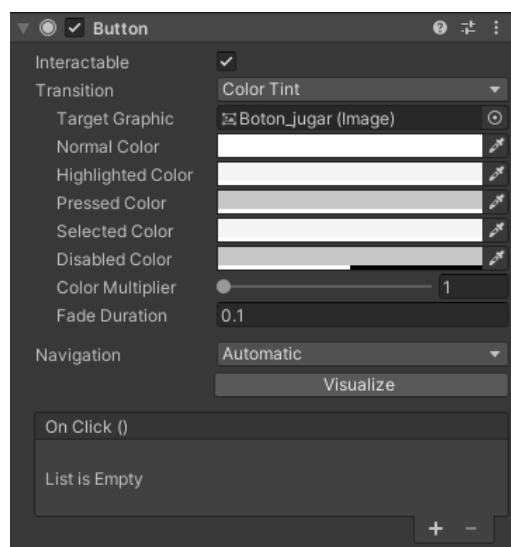 Button
Interactable
Transition Color Tint
Target Graphic Boton_jugar (Image)
Normal Color
Highlighted Color
Pressed Color
Selected Color
Disabled Color
Color Multiplier 1
Fade Duration 0.1
Navigation Automatic
Visualize
On Click ()
List is Empty